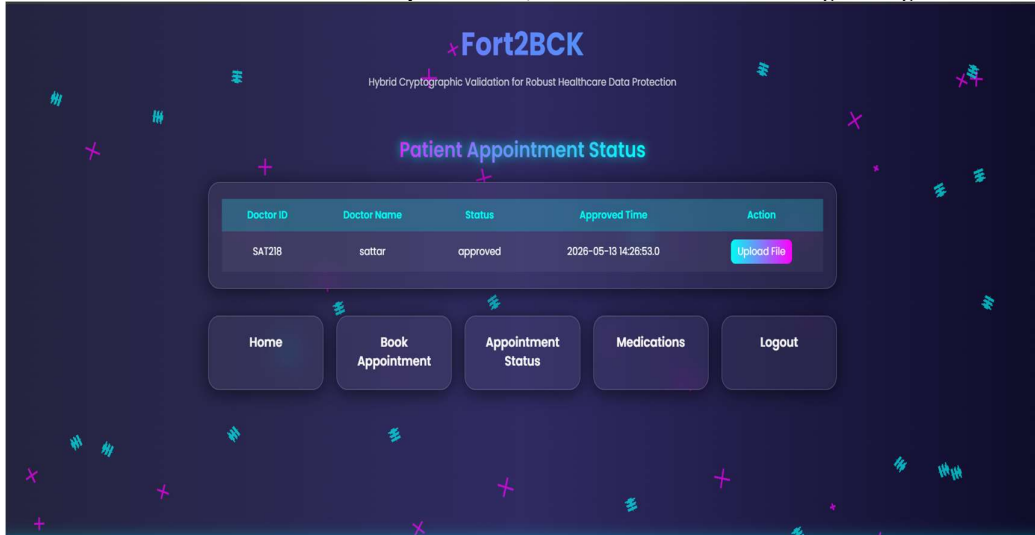 Fort2BCK
Hybrid Cryptographic Validation for Robust Healthcare Data Protection
Patient Appointment Status
Doctor ID Doctor Name Status Approved Time Action
SAT218 sattar approved 2026-05-13 14:26:53.0 Upload File
Home Book Appointment Appointment Status Medications Logout